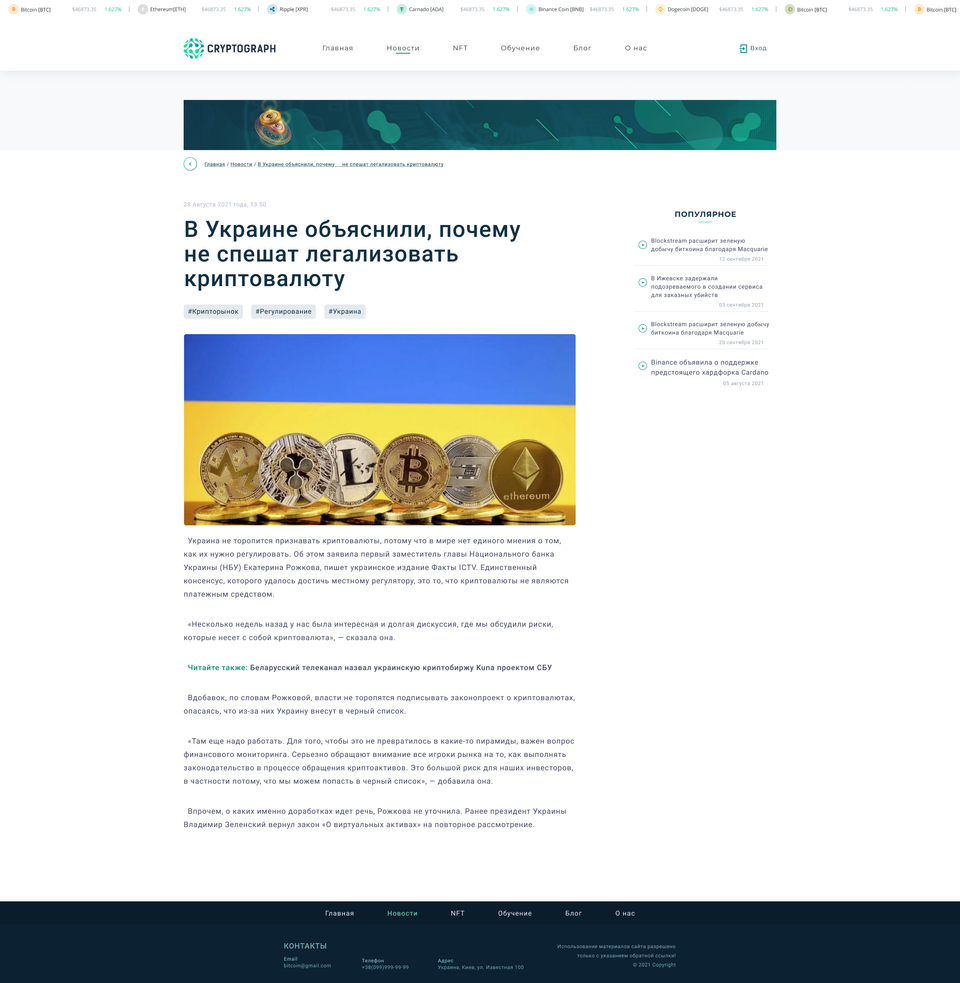 Bitcoin [BTC] $46873.35 1.627% | Ethereum[ETH] $46873.35 1.627% | Ripple [XPR] $46873.35 1.627% | Carnado [ADA] $46873.35 1.627% | Binance Coin [BNB] $46873.35 1.627% | Dogecoin [DOGE] $46873.35 1.627% | Bitcoin [BTC] $46873.35 1.627% | Bitcoin [BTC]
CRYPTOGRAPH
Главная Новости NFT Обучение Блог О нас
Вход
Главная / Новости / В Украине объяснили, почему не спешат легализовать криптовалюту
28 Августа 2021 года, 13:50
В Украине объяснили, почему
не спешат легализовать
криптовалюту
#Крипторынок #Регулирование #Украина
ethereum
Украина не торопится признавать криптовалюты, потому что в мире нет единого мнения о том,
как их нужно регулировать. Об этом заявила первый заместитель главы Национального банка
Украины (НБУ) Екатерина Рожкова, пишет украинское издание Факты ICTV. Единственный
консенсус, которого удалось достичь местному регулятору, это то, что криптовалюты не являются
платежным средством.
«Несколько недель назад у нас была интересная и долгая дискуссия, где мы обсудили риски,
которые несет с собой криптовалюта», — сказала она.
Читайте также: Беларусский телеканал назвал украинскую криптобиржу Kuna проектом СБУ
Вдобавок, по словам Рожковой, власти не торопятся подписывать законопроект о криптовалютах,
опасаясь, что из-за них Украину внесут в черный список.
«Там еще надо работать. Для того, чтобы это не превратилось в какие-то пирамиды, важен вопрос
финансового мониторинга. Серьезно обращают внимание все игроки рынка на то, как выполнять
законодательство в процессе обращения криптоактивов. Это большой риск для наших инвесторов,
в частности потому, что мы можем попасть в черный список», — добавила она.
Впрочем, о каких именно доработках идет речь, Рожкова не уточнила. Ранее президент Украины
Владимир Зеленский вернул закон «О виртуальных активах» на повторное рассмотрение.
ПОПУЛЯРНОЕ
Blockstream расширит зеленую
добычу биткоина благодаря Macquarie
12 сентября 2021
В Ижевске задержали
подозреваемого в создании сервиса
для заказных убийств
03 сентября 2021
Blockstream расширит зеленую добычу
биткоина благодаря Macquarie
05 сентября 2021
Binance объявила о поддержке
предстоящего хардфорка Cardano
05 августа 2021
Главная Новости NFT Обучение Блог О нас
КОНТАКТЫ
Email
bitcoin@gmail.com
Телефон
+38(099)999-99-99
Адрес
Украина, Киев, ул. Известная 100
Использование материалов сайта разрешено
только с указанием обратной ссылки!
© 2021 Copyright